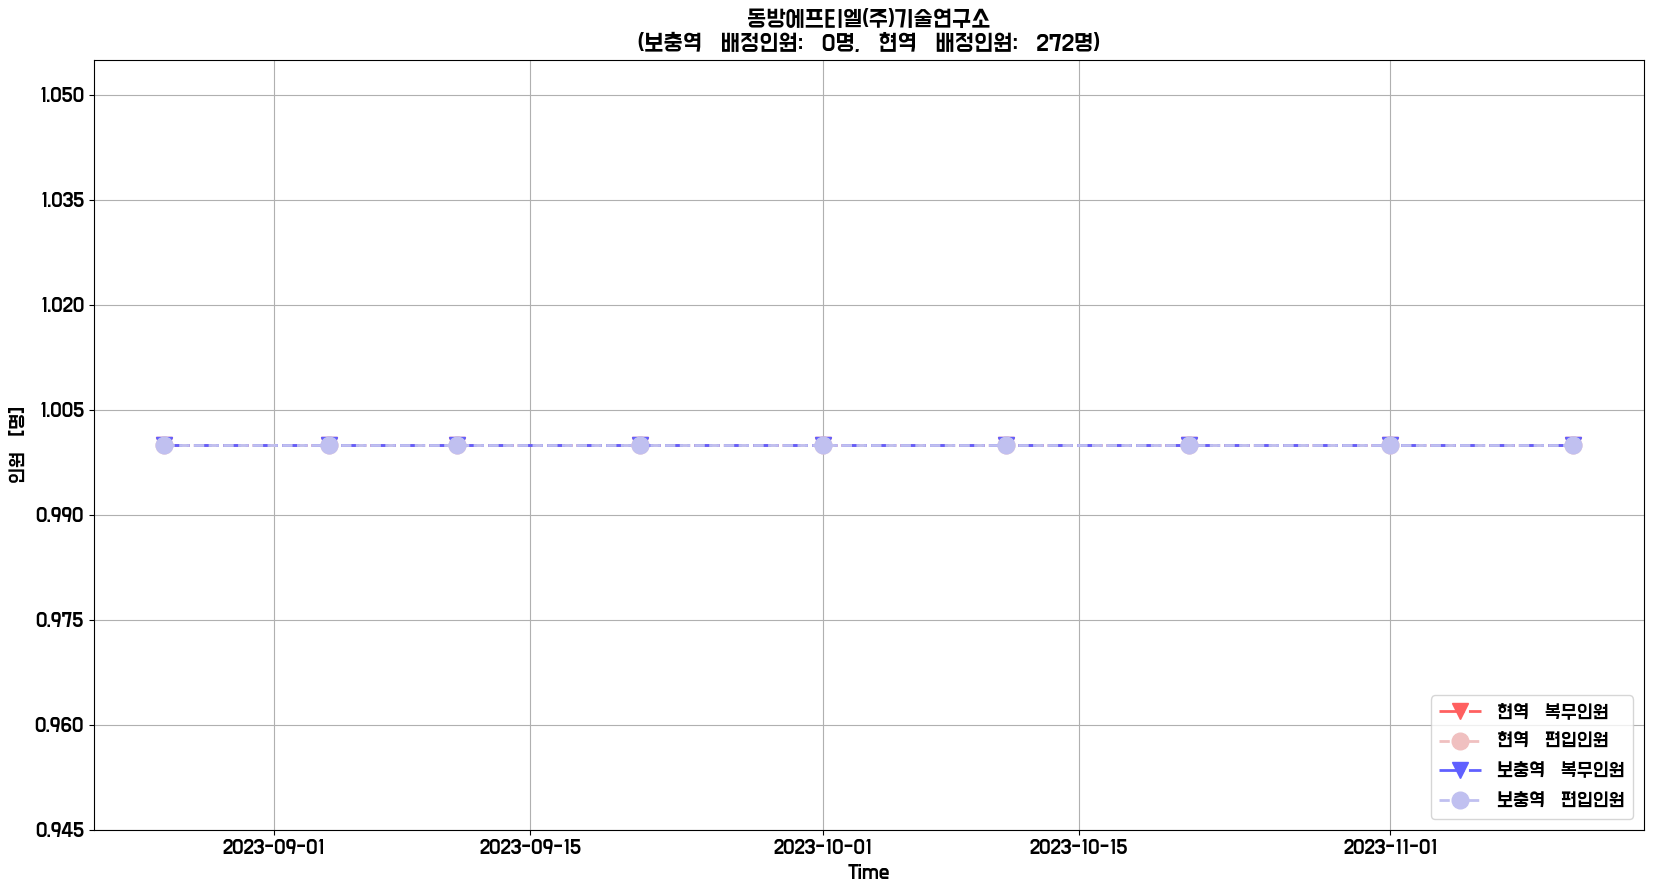 동방에프티엘(주)기술연구소
(보충역 배정인원: 0명, 현역 배정인원: 272명)
1.050
1.035
1.020
1.005
0.990
0.975
0.960
0.945
인원 [명]
현역 복무인원
현역 편입인원
보충역 복무인원
보충역 편입인원
2023-09-01 2023-09-15 2023-10-01 2023-10-15 2023-11-01
Time